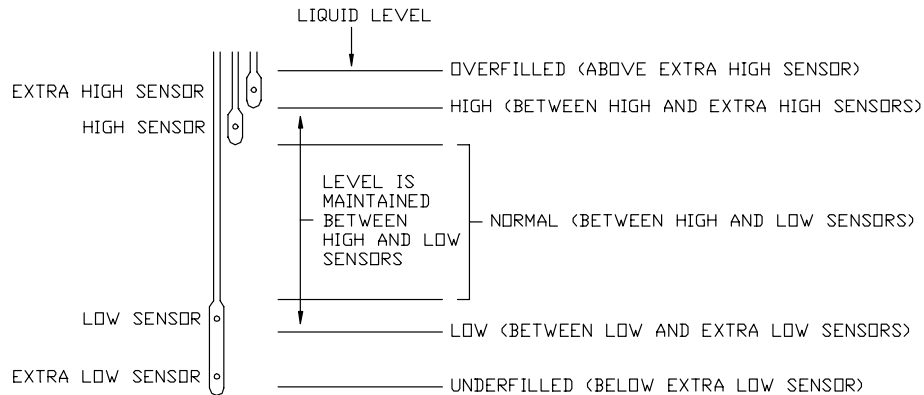 LIQUID LEVEL
OVERFILLED (ABOVE EXTRA HIGH SENSOR)
EXTRA HIGH SENSOR
HIGH (BETWEEN HIGH AND EXTRA HIGH SENSORS)
HIGH SENSOR
LEVEL IS
MAINTAINED
BETWEEN
HIGH AND LOW
SENSORS
NORMAL (BETWEEN HIGH AND LOW SENSORS)
LOW SENSOR
LOW (BETWEEN LOW AND EXTRA LOW SENSORS)
EXTRA LOW SENSOR
UNDERFILLED (BELOW EXTRA LOW SENSOR)